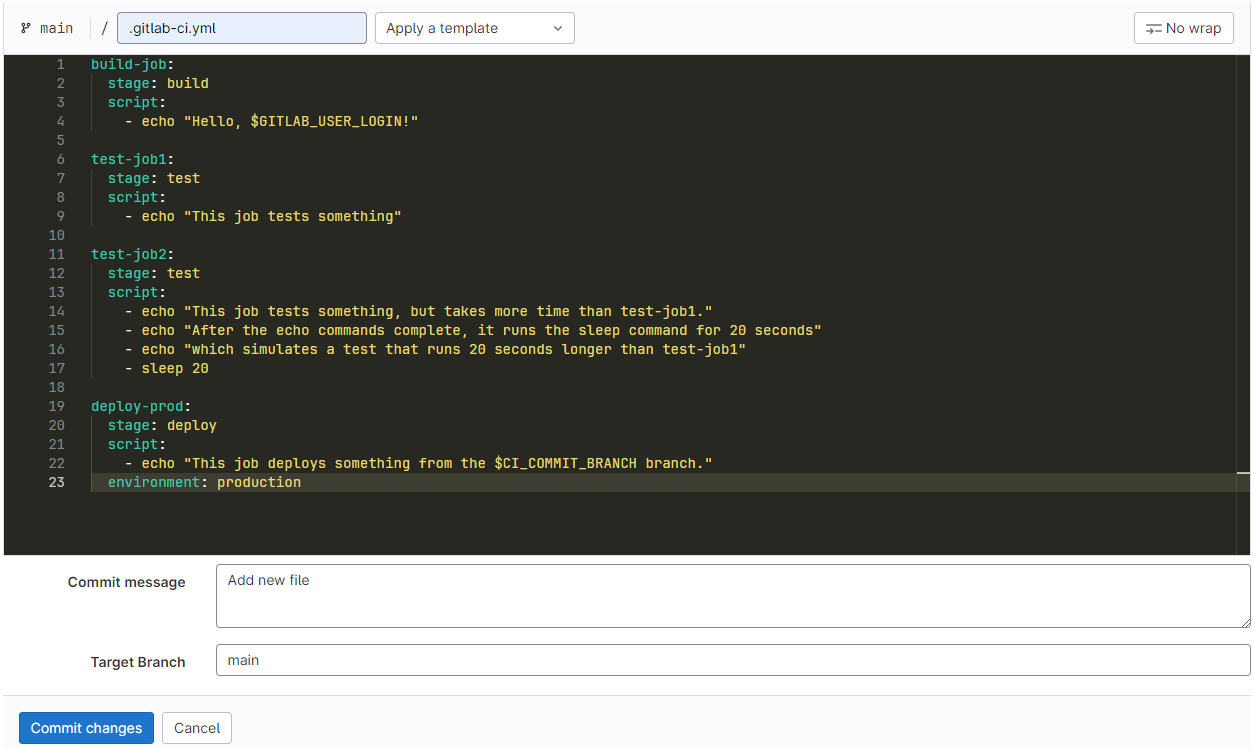 main / .gitlab-ci.yml Apply a template No wrap
1 build-job:
2   stage: build
3   script:
4     - echo "Hello, $GITLAB_USER_LOGIN!"
5
6 test-job1:
7   stage: test
8   script:
9     - echo "This job tests something"
10
11 test-job2:
12   stage: test
13   script:
14     - echo "This job tests something, but takes more time than test-job1."
15     - echo "After the echo commands complete, it runs the sleep command for 20 seconds"
16     - echo "which simulates a test that runs 20 seconds longer than test-job1"
17     - sleep 20
18
19 deploy-prod:
20   stage: deploy
21   script:
22     - echo "This job deploys something from the $CI_COMMIT_BRANCH branch."
23   environment: production
Commit message Add new file
Target Branch main
Commit changes Cancel